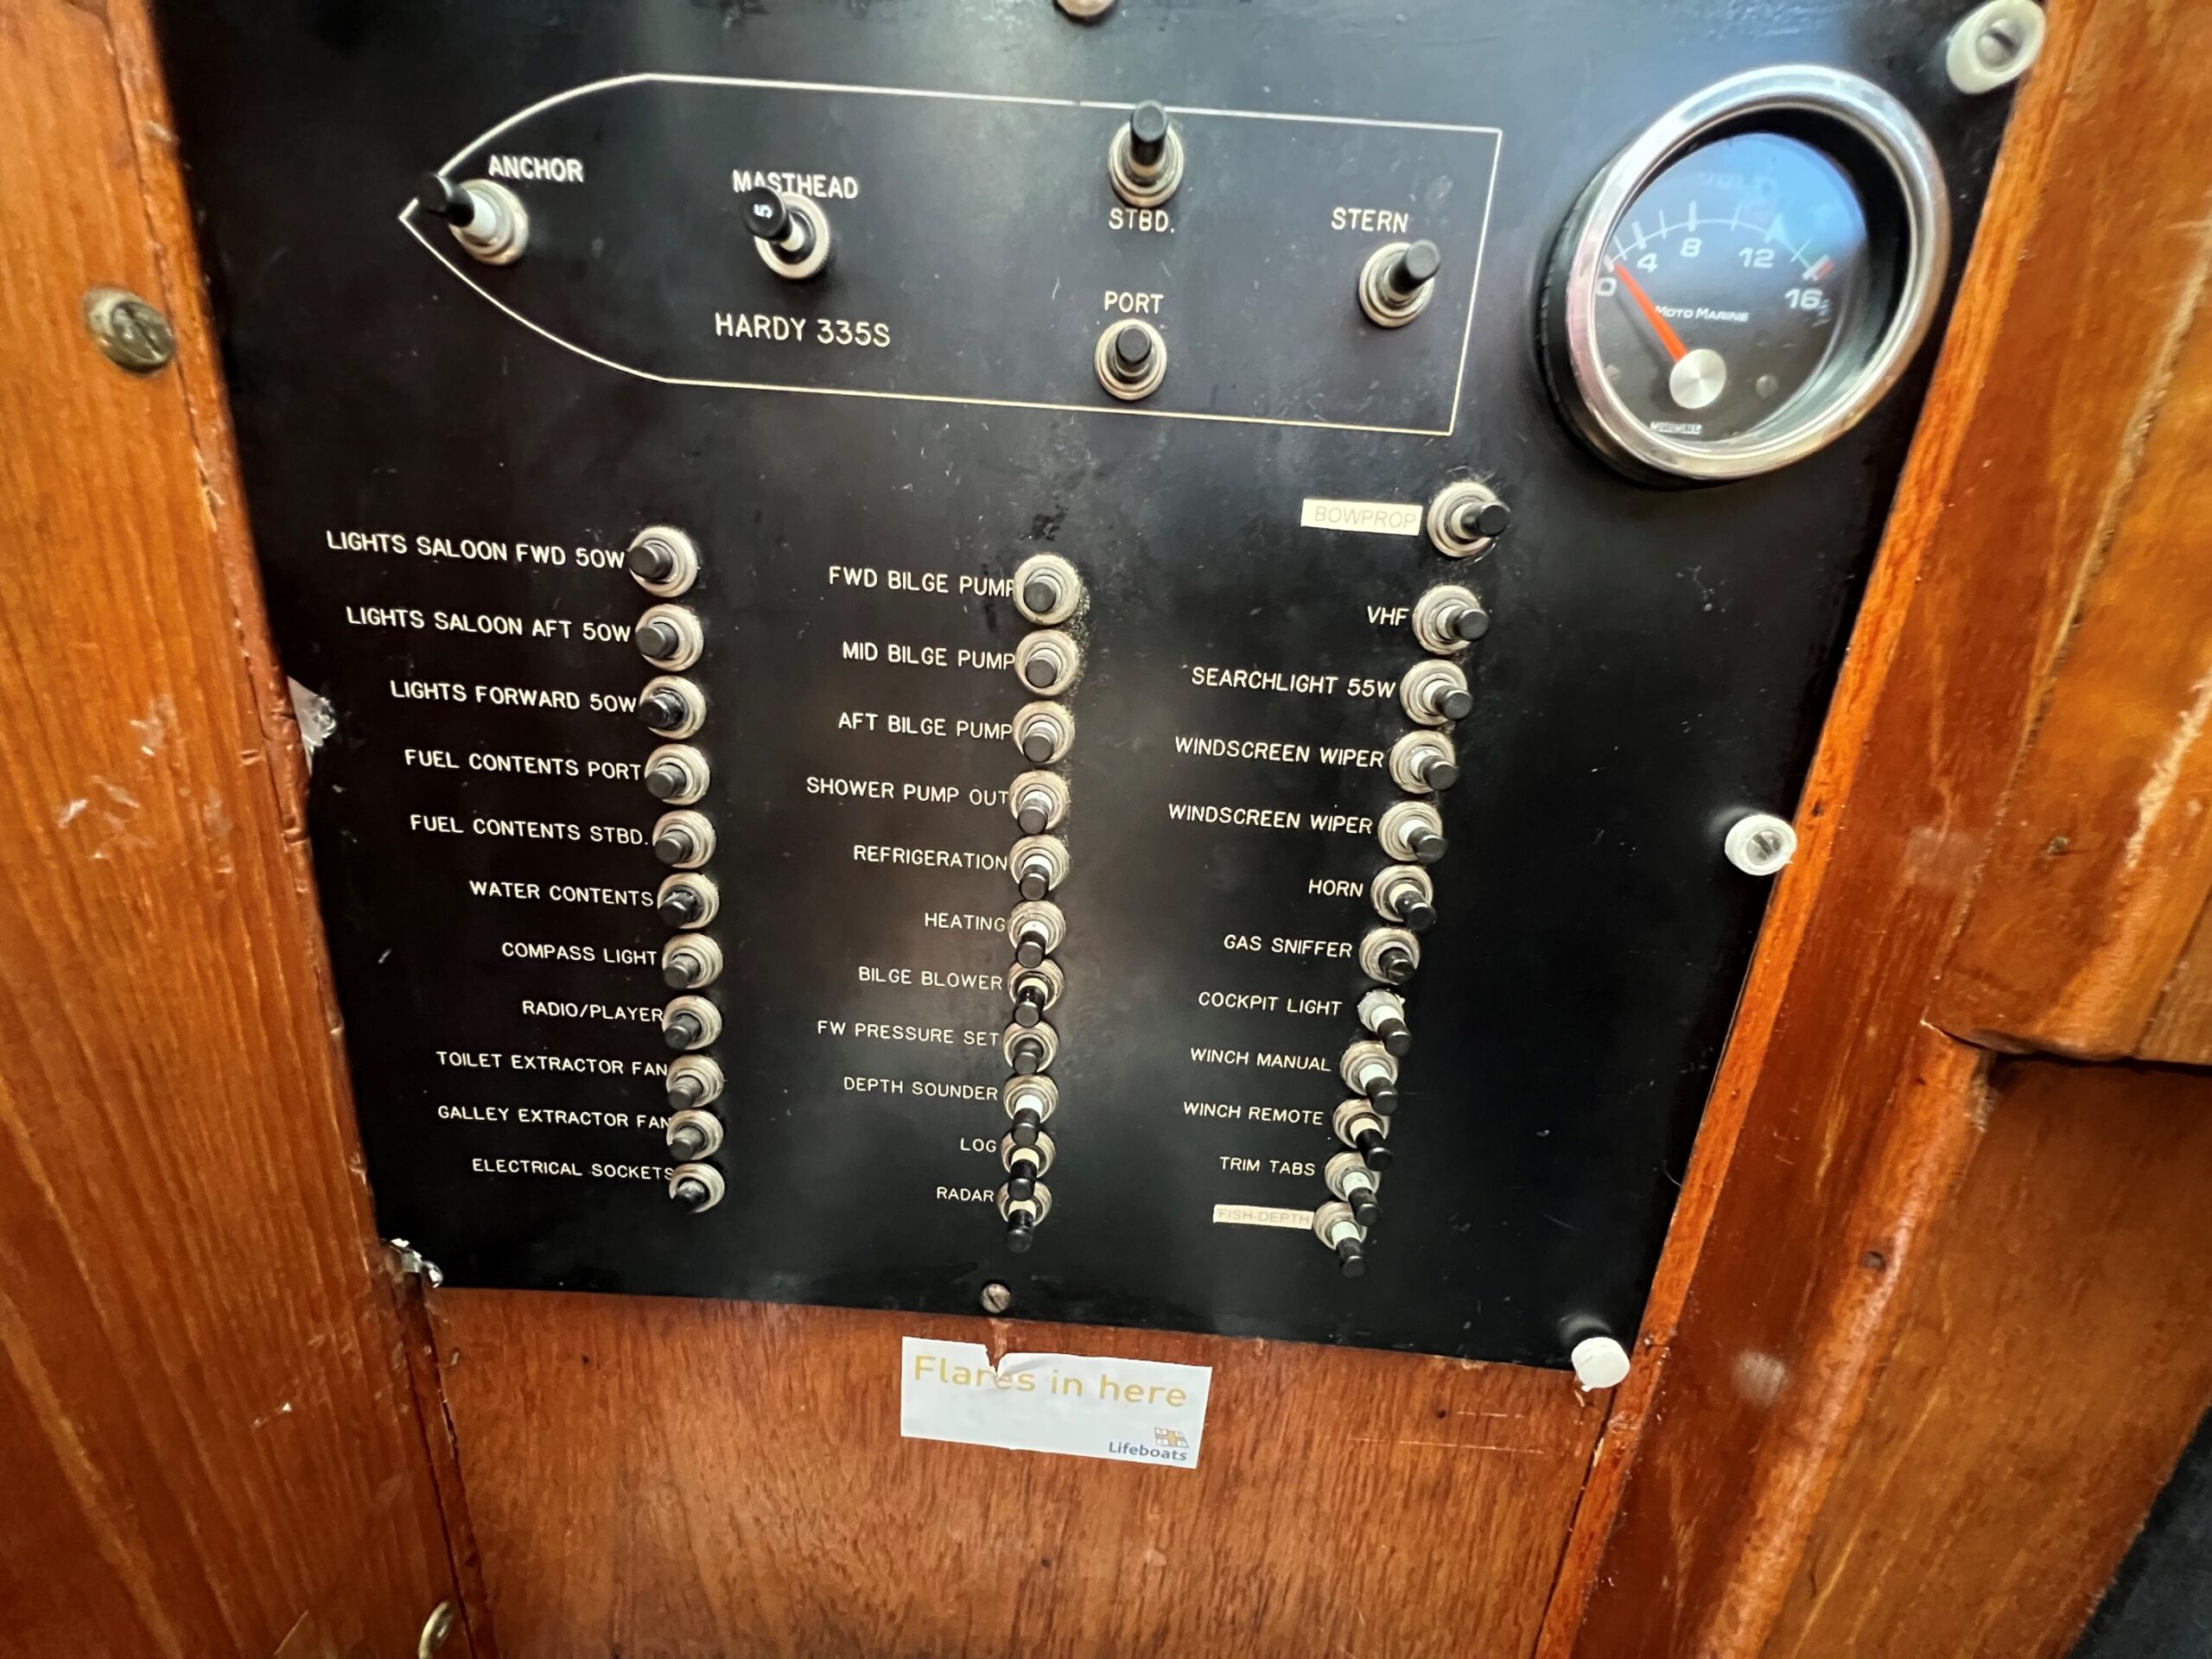 ANCHOR
MASTHEAD
5
STBD.
STERN
PORT
HARDY 335S
0 4 8 12 16
MOTO MARINE
BOWPROP
LIGHTS SALOON FWD 50W
LIGHTS SALOON AFT 50W
LIGHTS FORWARD 50W
FUEL CONTENTS PORT
FUEL CONTENTS STBD.
WATER CONTENTS
COMPASS LIGHT
RADIO/PLAYER
TOILET EXTRACTOR FAN
GALLEY EXTRACTOR FAN
ELECTRICAL SOCKETS
FWD BILGE PUMP
MID BILGE PUMP
AFT BILGE PUMP
SHOWER PUMP OUT
REFRIGERATION
HEATING
BILGE BLOWER
FW PRESSURE SET
DEPTH SOUNDER
LOG
RADAR
VHF
SEARCHLIGHT 55W
WINDSCREEN WIPER
WINDSCREEN WIPER
HORN
GAS SNIFFER
COCKPIT LIGHT
WINCH MANUAL
WINCH REMOTE
TRIM TABS
FISH-DEPTH
Flares in here
Lifeboats